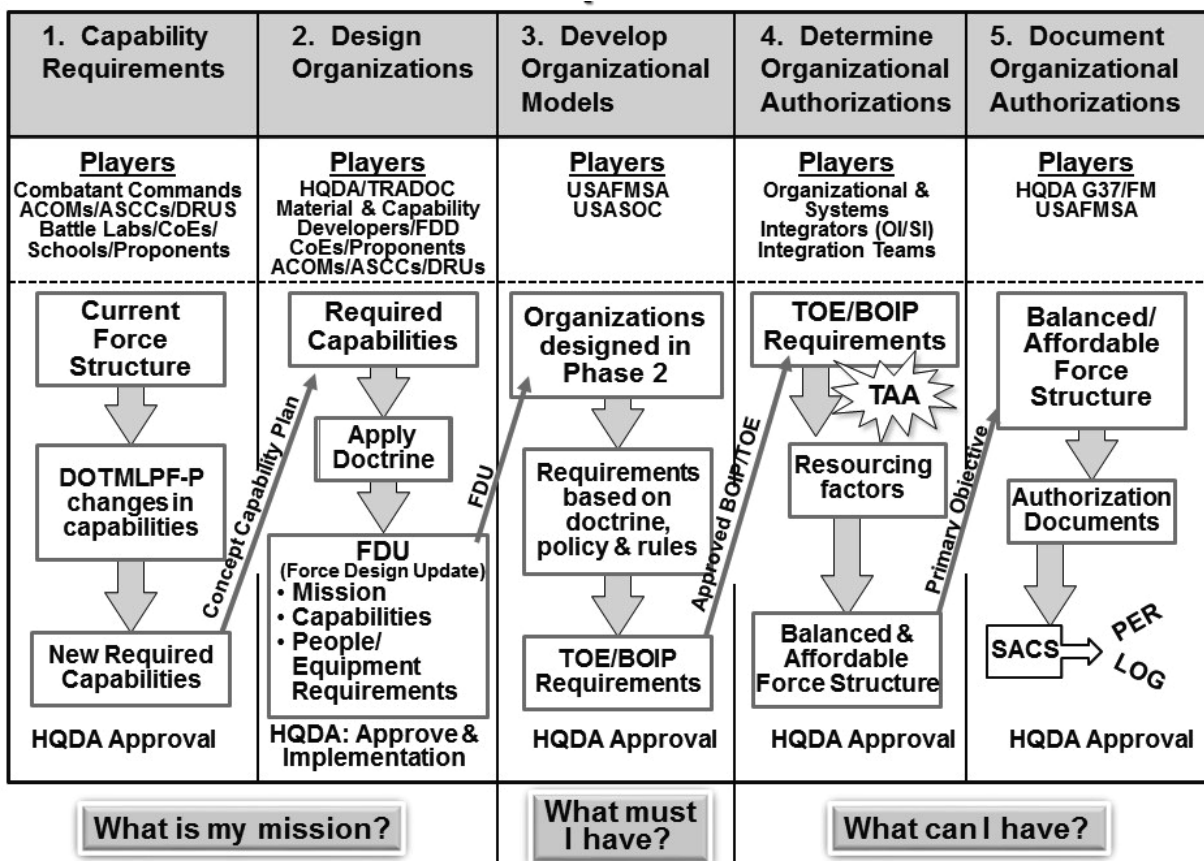 1. Capability
Requirements
2. Design
Organizations
3. Develop
Organizational
Models
4. Determine
Organizational
Authorizations
5. Document
Organizational
Authorizations
Players
Combatant Commands
ACOMs/ASCCs/DRUS
Battle Labs/CoEs/
Schools/Proponents
Players
HQDA/TRADOC
Material & Capability
Developers/FDD
CoEs/Proponents
ACOMs/ASCCs/DRUs
Players
USAFMSA
USASOC
Players
Organizational &
Systems
Integrators (OI/SI)
Integration Teams
Players
HQDA G37/FM
USAFMSA
Current
Force
Structure
DOTMLPF-P
changes in
capabilities
New Required
Capabilities
HQDA Approval
Concept Capability Plan
Required
Capabilities
Apply
Doctrine
FDU
(Force Design Update)
• Mission
• Capabilities
• People/
Equipment
Requirements
HQDA: Approve &
Implementation
FDU
Organizations
designed in
Phase 2
Requirements
based on
doctrine,
policy & rules
TOE/BOIP
Requirements
HQDA Approval
Approved BOIP/TOE
TOE/BOIP
Requirements
TAA
Resourcing
factors
Balanced &
Affordable
Force Structure
HQDA Approval
Primary Objective
Balanced/
Affordable
Force
Structure
Authorization
Documents
SACS
PER
LOG
HQDA Approval
What is my mission?
What must
I have?
What can I have?